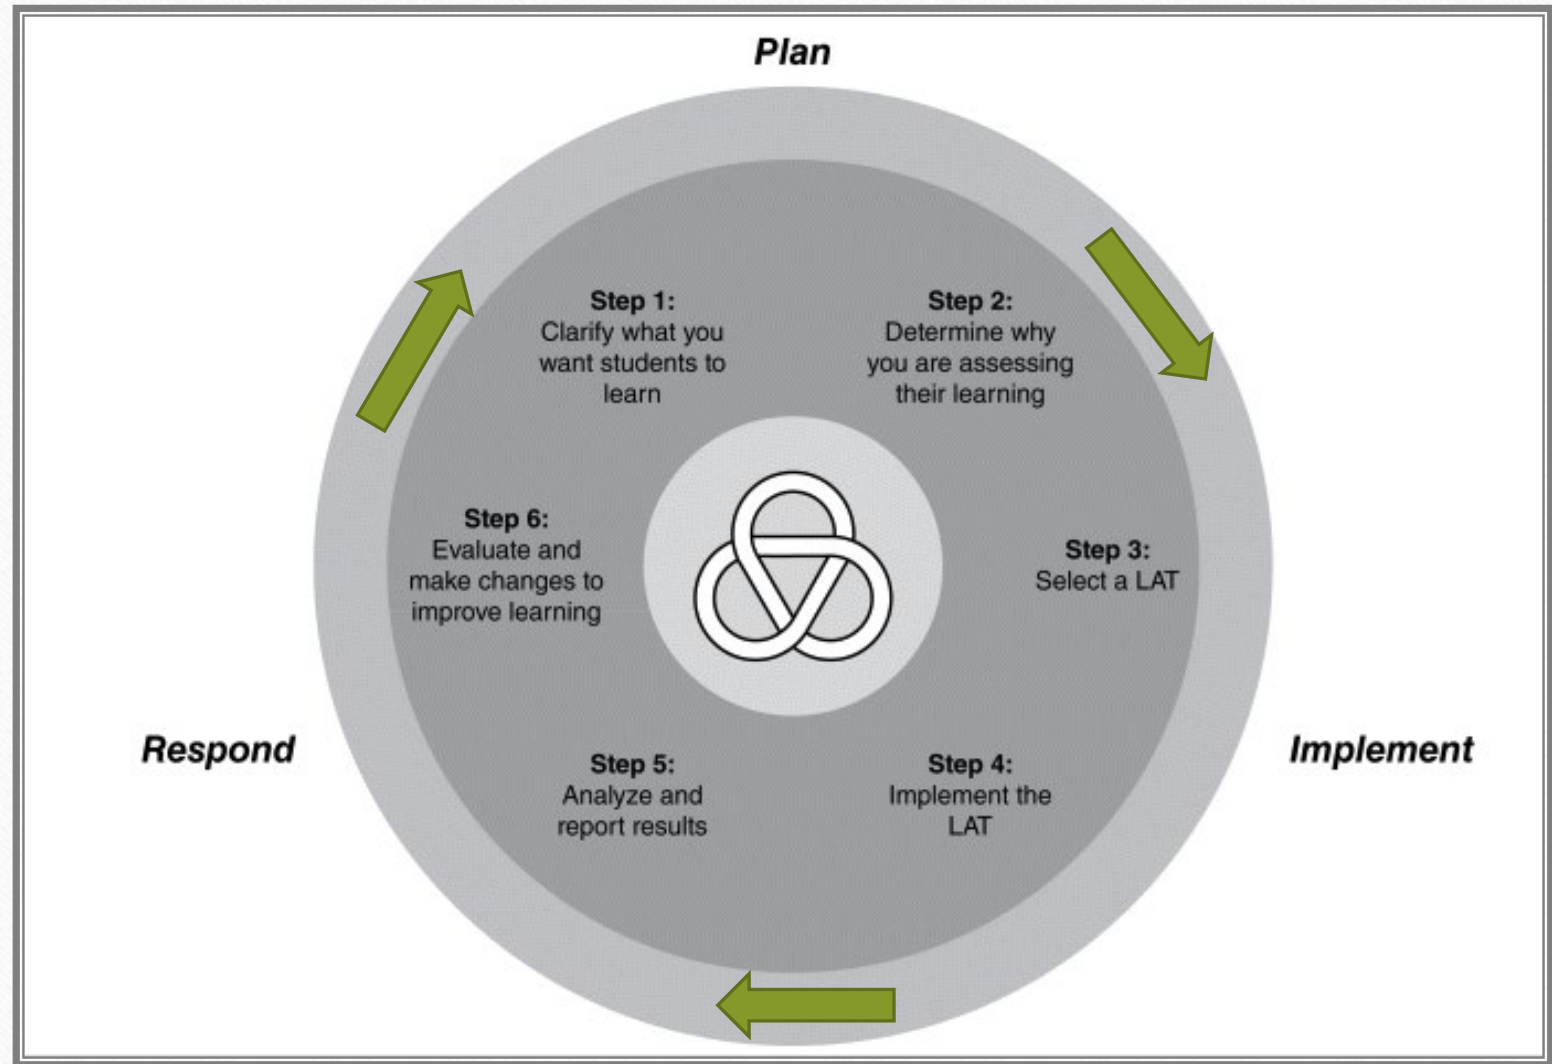 Plan
Step 1:
Clarify what you
want students to
learn
Step 2:
Determine why
you are assessing
their learning
Step 3:
Select a LAT
Implement
Step 4:
Implement the
LAT
Step 5:
Analyze and
report results
Respond
Step 6:
Evaluate and
make changes to
improve learning